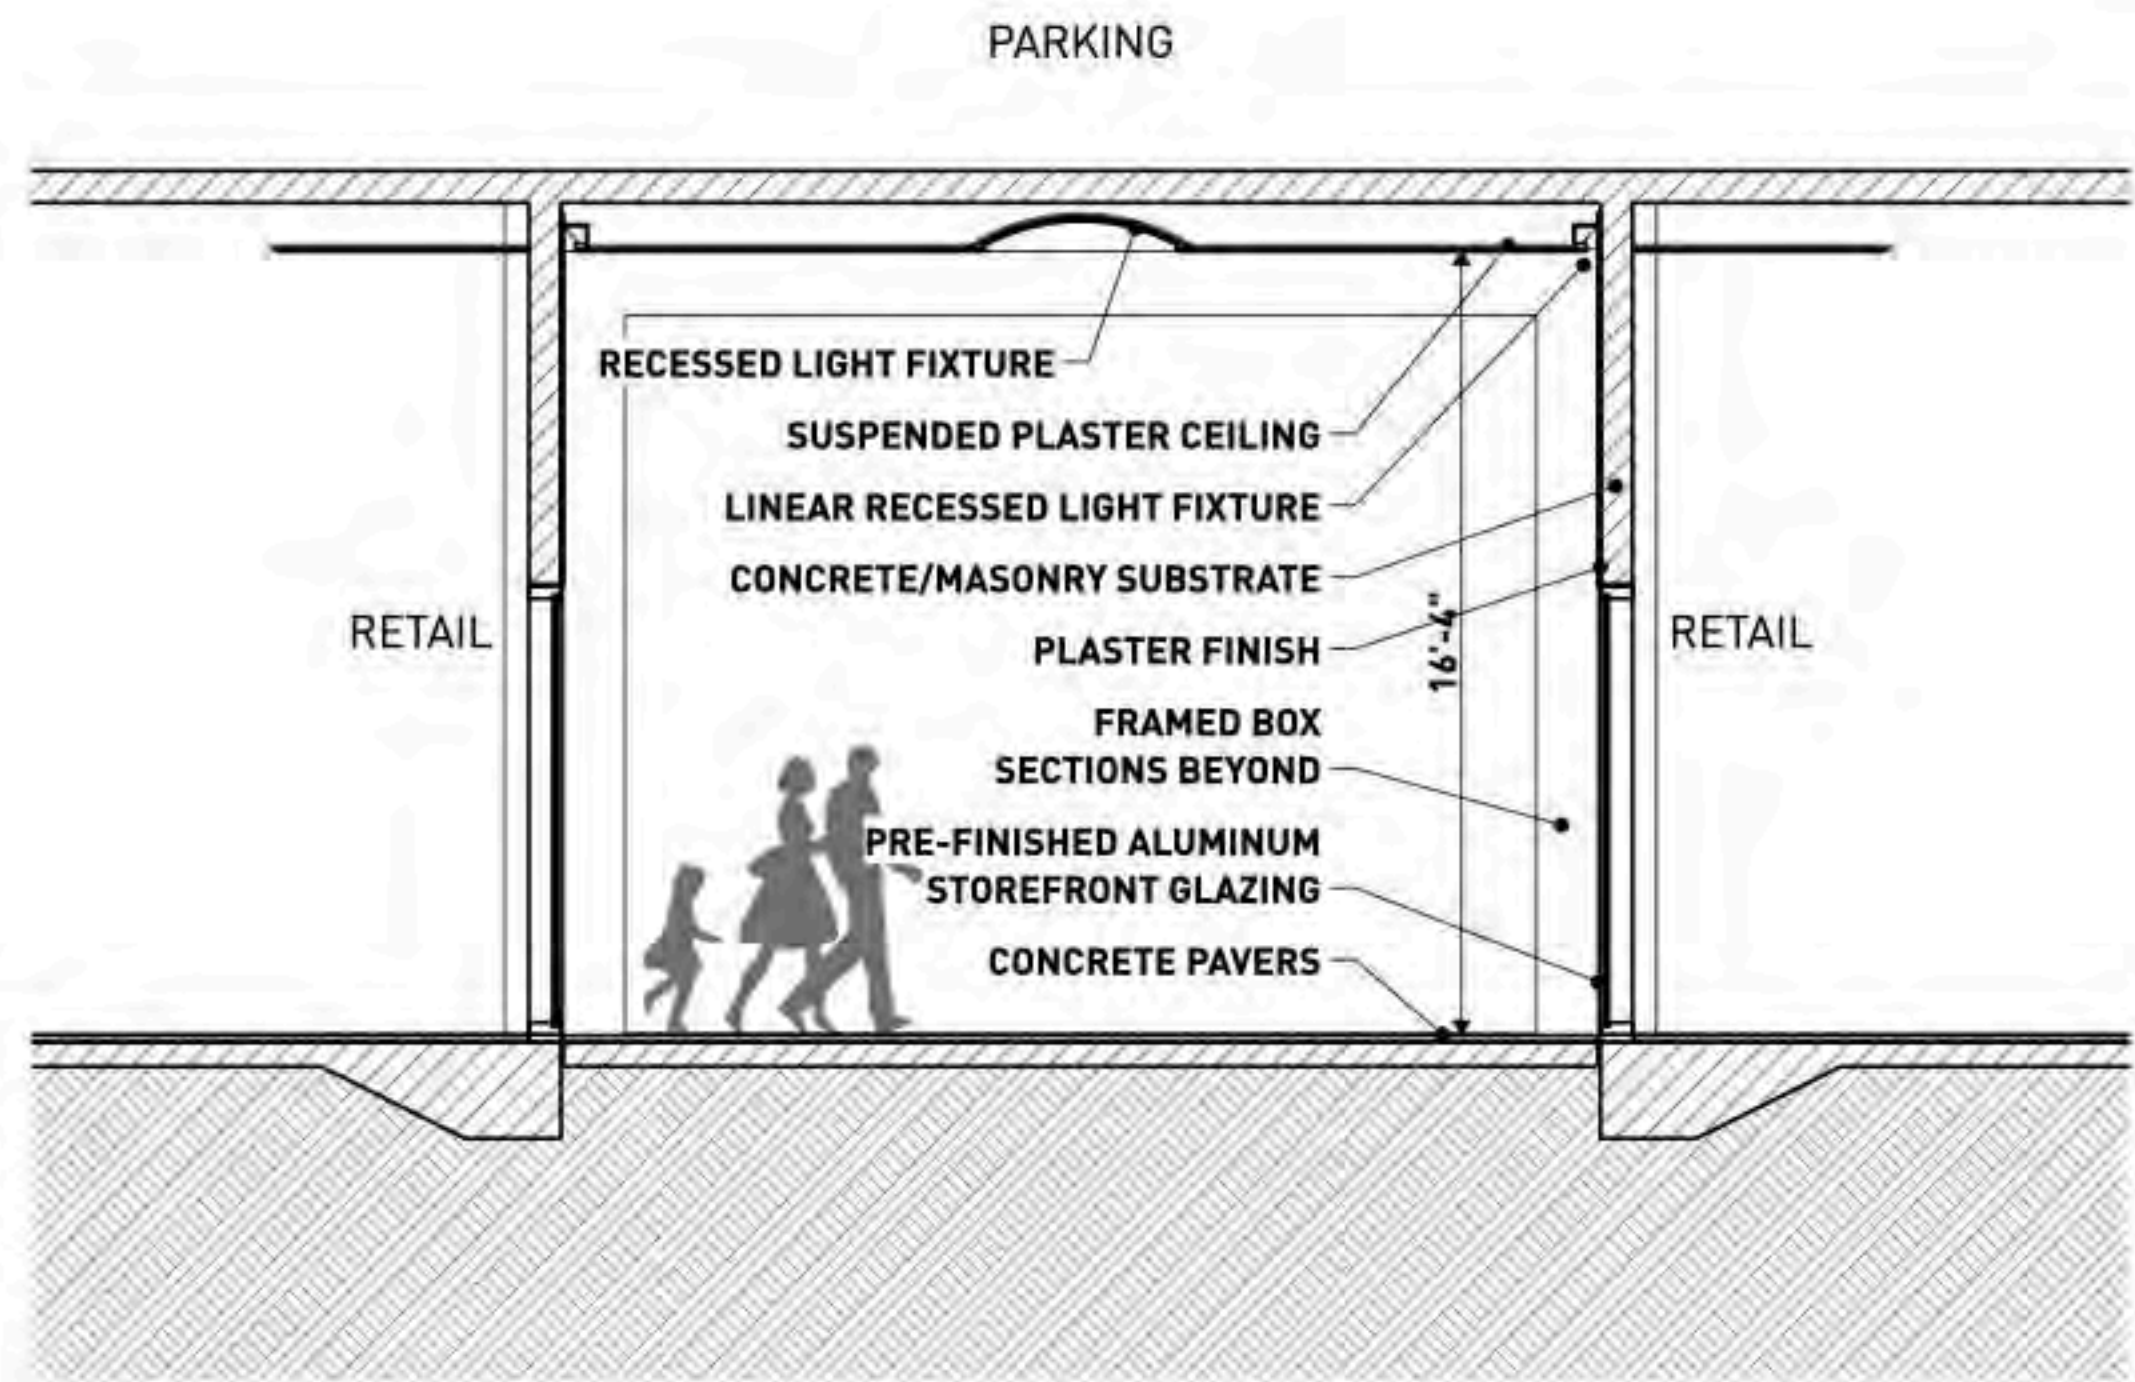 PARKING
RECESSED LIGHT FIXTURE
SUSPENDED PLASTER CEILING
LINEAR RECESSED LIGHT FIXTURE
CONCRETE/MASONRY SUBSTRATE
RETAIL
PLASTER FINISH
16'-4"
RETAIL
FRAMED BOX
SECTIONS BEYOND
PRE-FINISHED ALUMINUM
STOREFRONT GLAZING
CONCRETE PAVERS